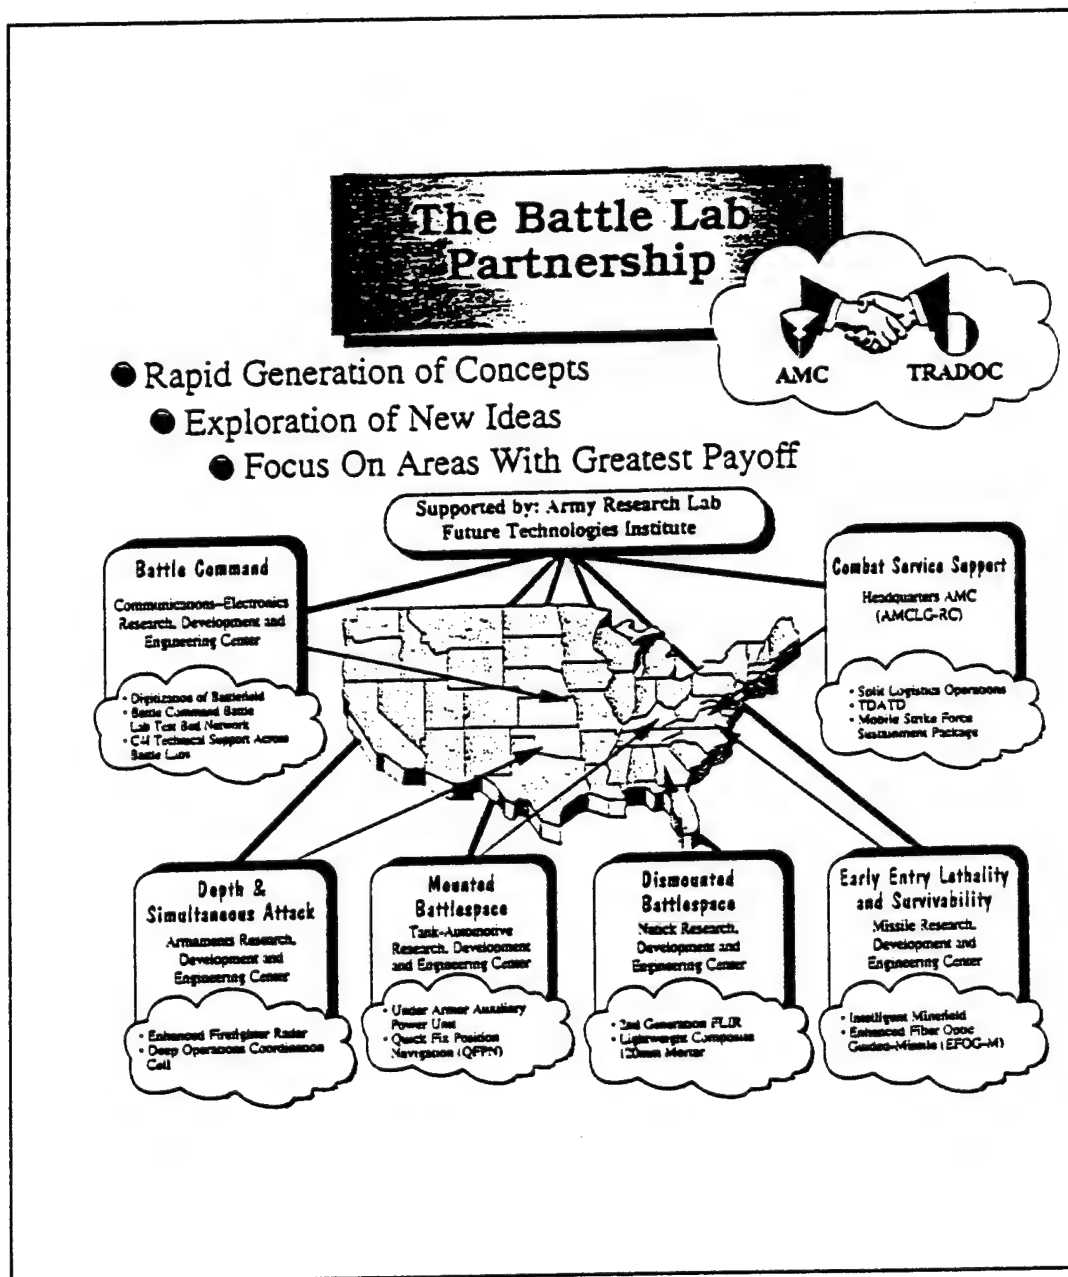 The Battle Lab
Partnership
AMC
TRADOC
● Rapid Generation of Concepts
● Exploration of New Ideas
● Focus On Areas With Greatest Payoff
Supported by: Army Research Lab
Future Technologies Institute
Battle Command
Communications-Electronics
Research, Development and
Engineering Center
• Digitization of Battlefield
• Battle Command Battle
Lab Test Bed Network
• C4I Technical Support Across
Battle Labs
Combat Service Support
Headquarters AMC
(AMCLG-RC)
• Split Logistics Operations
• TDATD
• Mobile Strike Force
Sustainment Package
Depth &
Simultaneous Attack
Armaments Research,
Development and
Engineering Center
• Enhanced Firefighter Radar
• Deep Operations Coordination
Cell
Mounted
Battlespace
Tank-Automotive
Research, Development
and Engineering Center
• Under Armor Auxiliary
Power Unit
• Quick Fix Position
Navigation (QFPN)
Dismounted
Battlespace
Natick Research,
Development and
Engineering Center
• 2nd Generation FLIR
• Lightweight Composite
120mm Mortar
Early Entry Lethality
and Survivability
Missile Research,
Development and
Engineering Center
• Intelligent Minefield
• Enhanced Fiber Optic
Guided-Missile (EFOG-M)